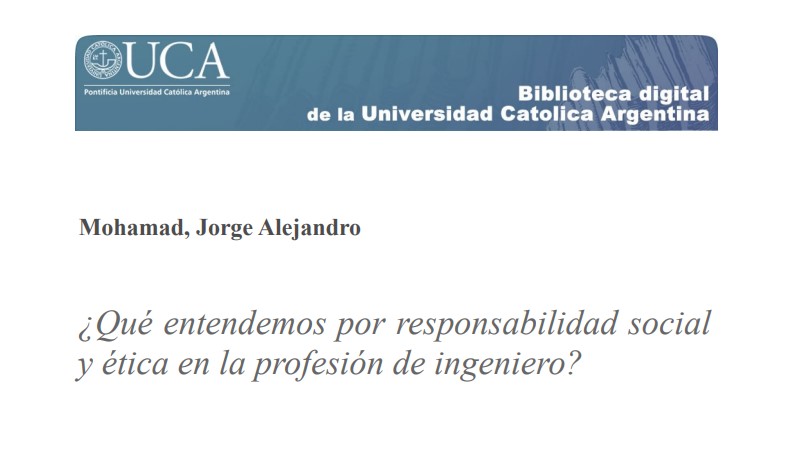 UCA
Pontificia Universidad Católica Argentina
Biblioteca digital
de la Universidad Catolica Argentina
Mohamad, Jorge Alejandro
¿Qué entendemos por responsabilidad social
y ética en la profesión de ingeniero?